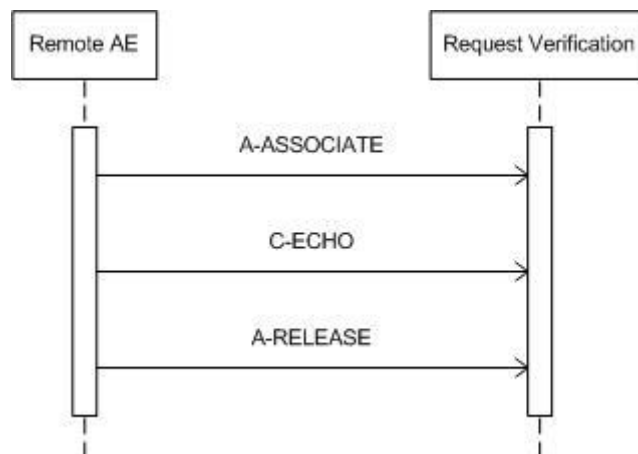 Remote AE
Request Verification
A-ASSOCIATE
C-ECHO
A-RELEASE